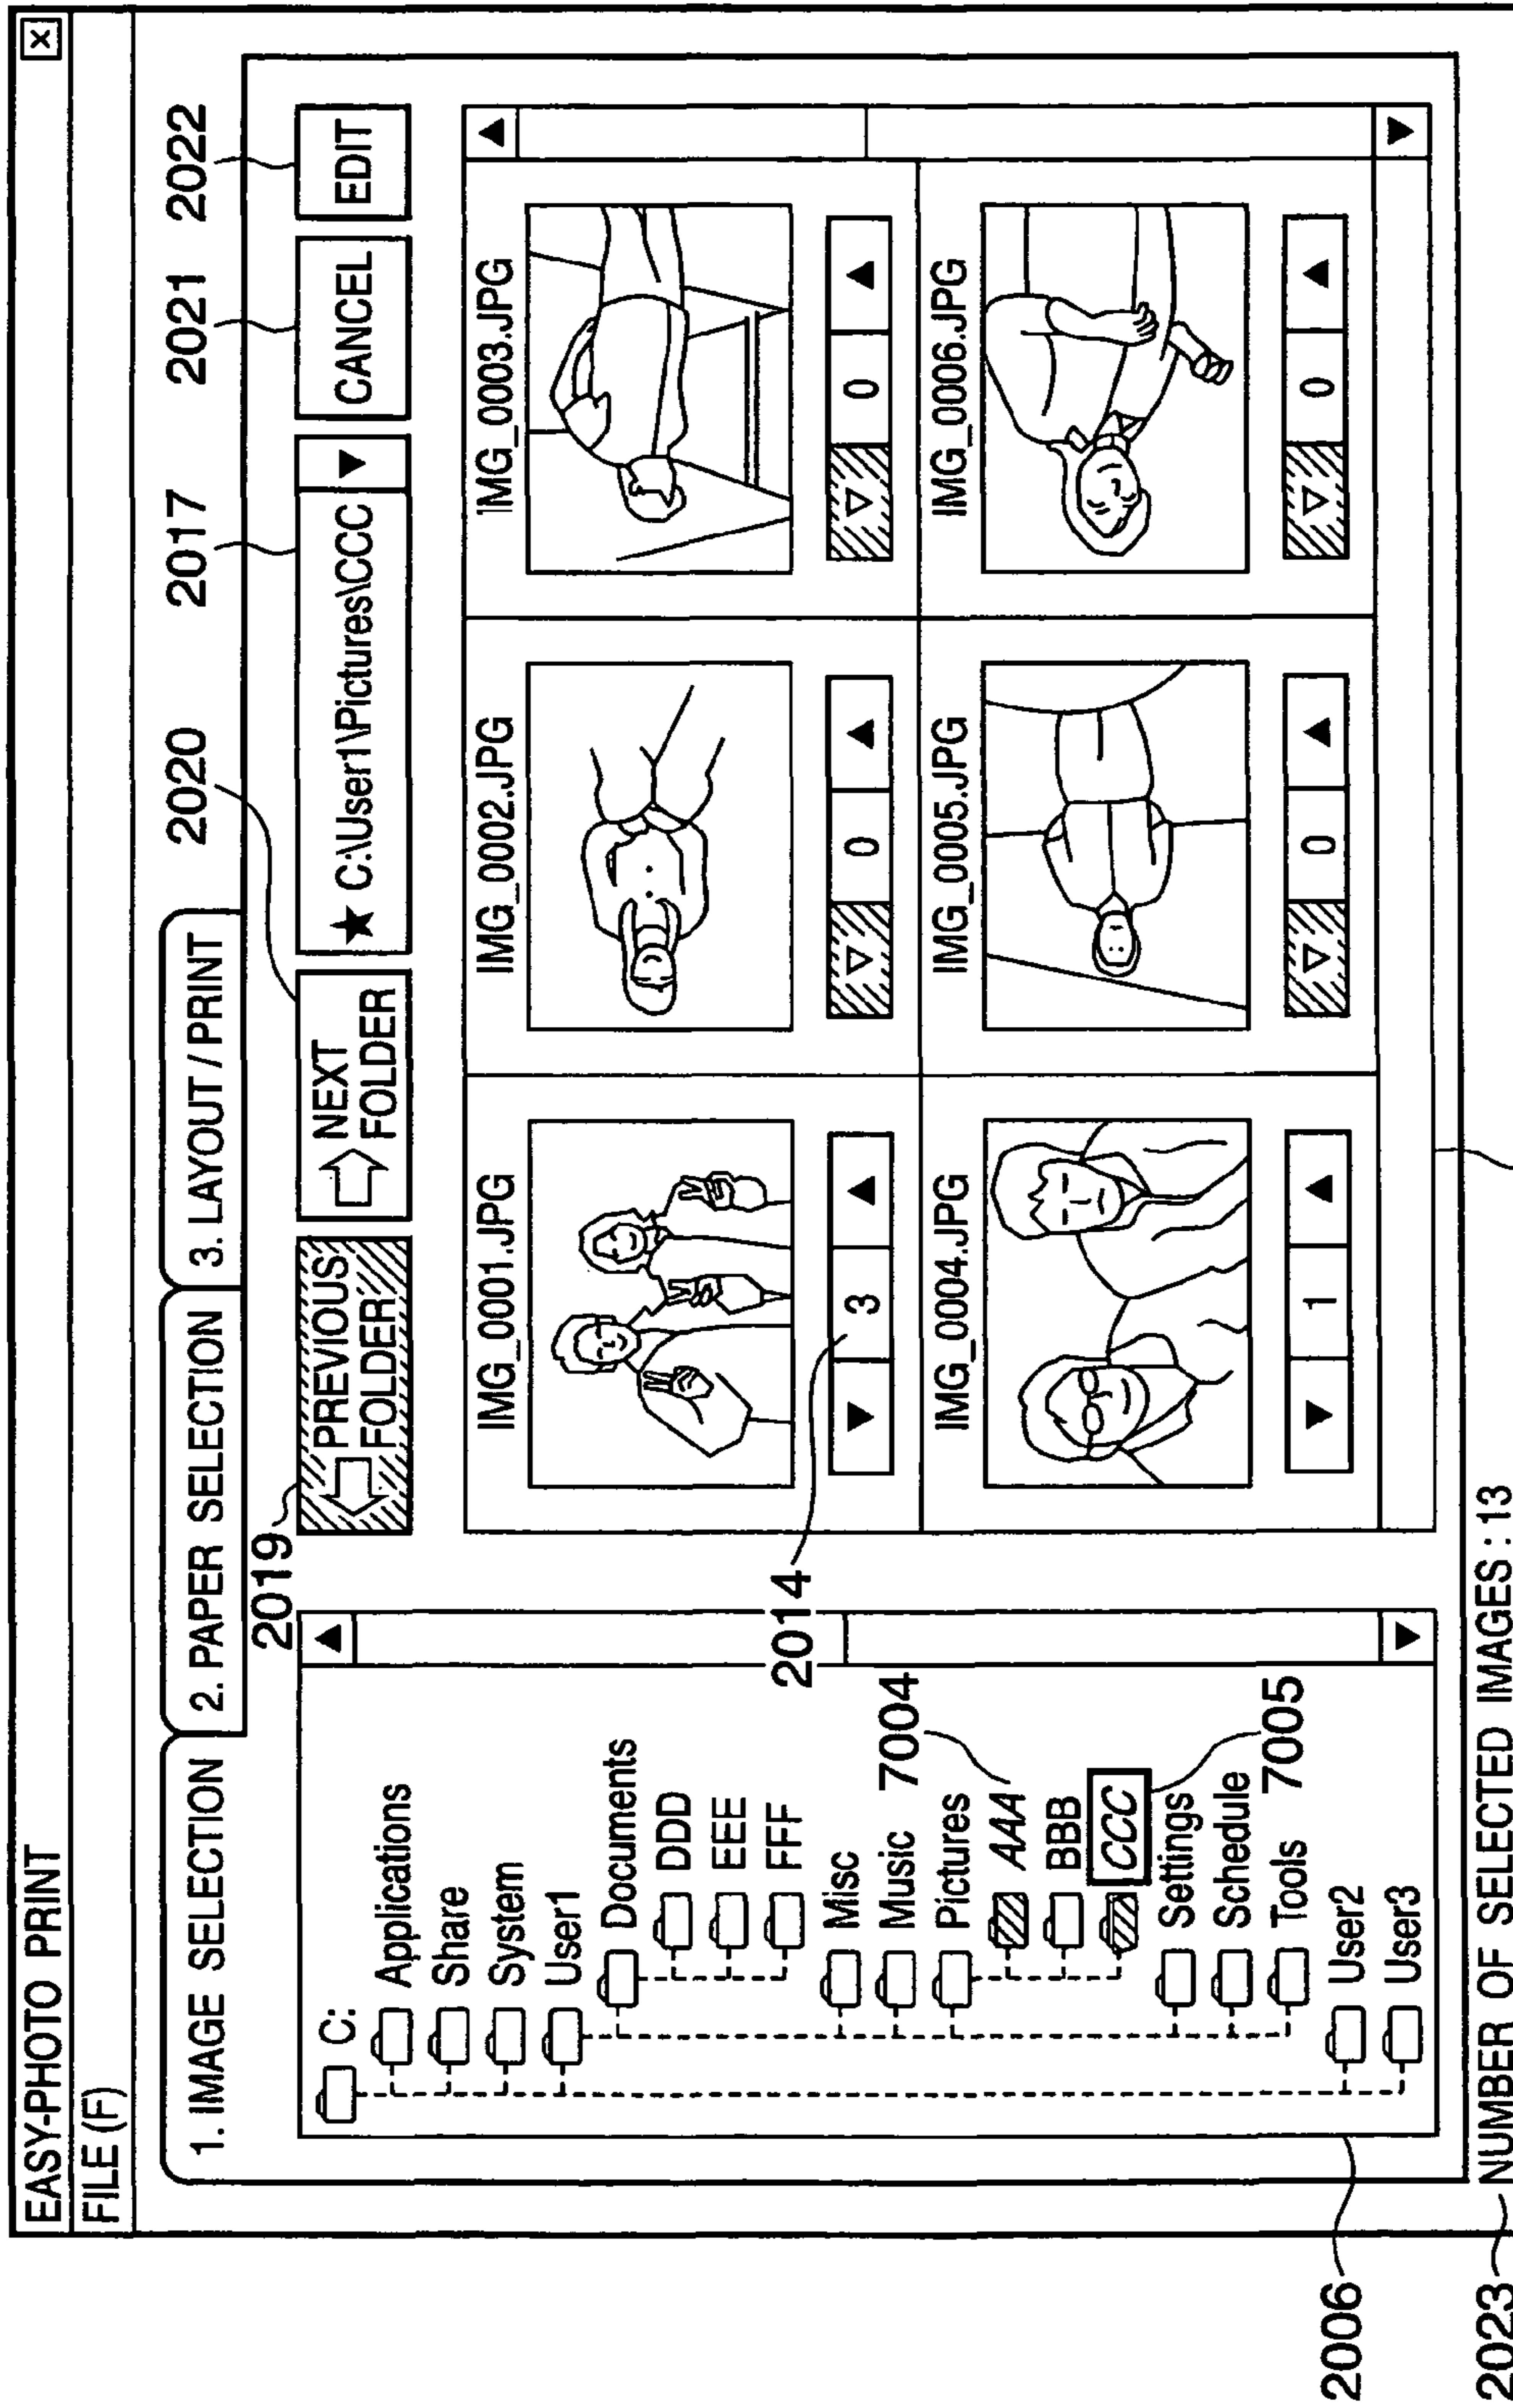 EASY-PHOTO PRINT
FILE (F)
1. IMAGE SELECTION
2. PAPER SELECTION
3. LAYOUT / PRINT
2019
2020
2017
2021
2022
PREVIOUS
FOLDER
NEXT
FOLDER
★ C:\User1\Pictures\CCC ▼
CANCEL
EDIT
C:
Applications
Share
System
User1
Documents
DDD
EEE
FFF
Misc
Music
Pictures
AAA
BBB
CCC
Settings
Schedule
Tools
User2
User3
2006
7004
7005
2014
IMG_0001.JPG
3
IMG_0002.JPG
0
IMG_0003.JPG
0
IMG_0004.JPG
1
IMG_0005.JPG
0
IMG_0006.JPG
0
2023
NUMBER OF SELECTED IMAGES : 13